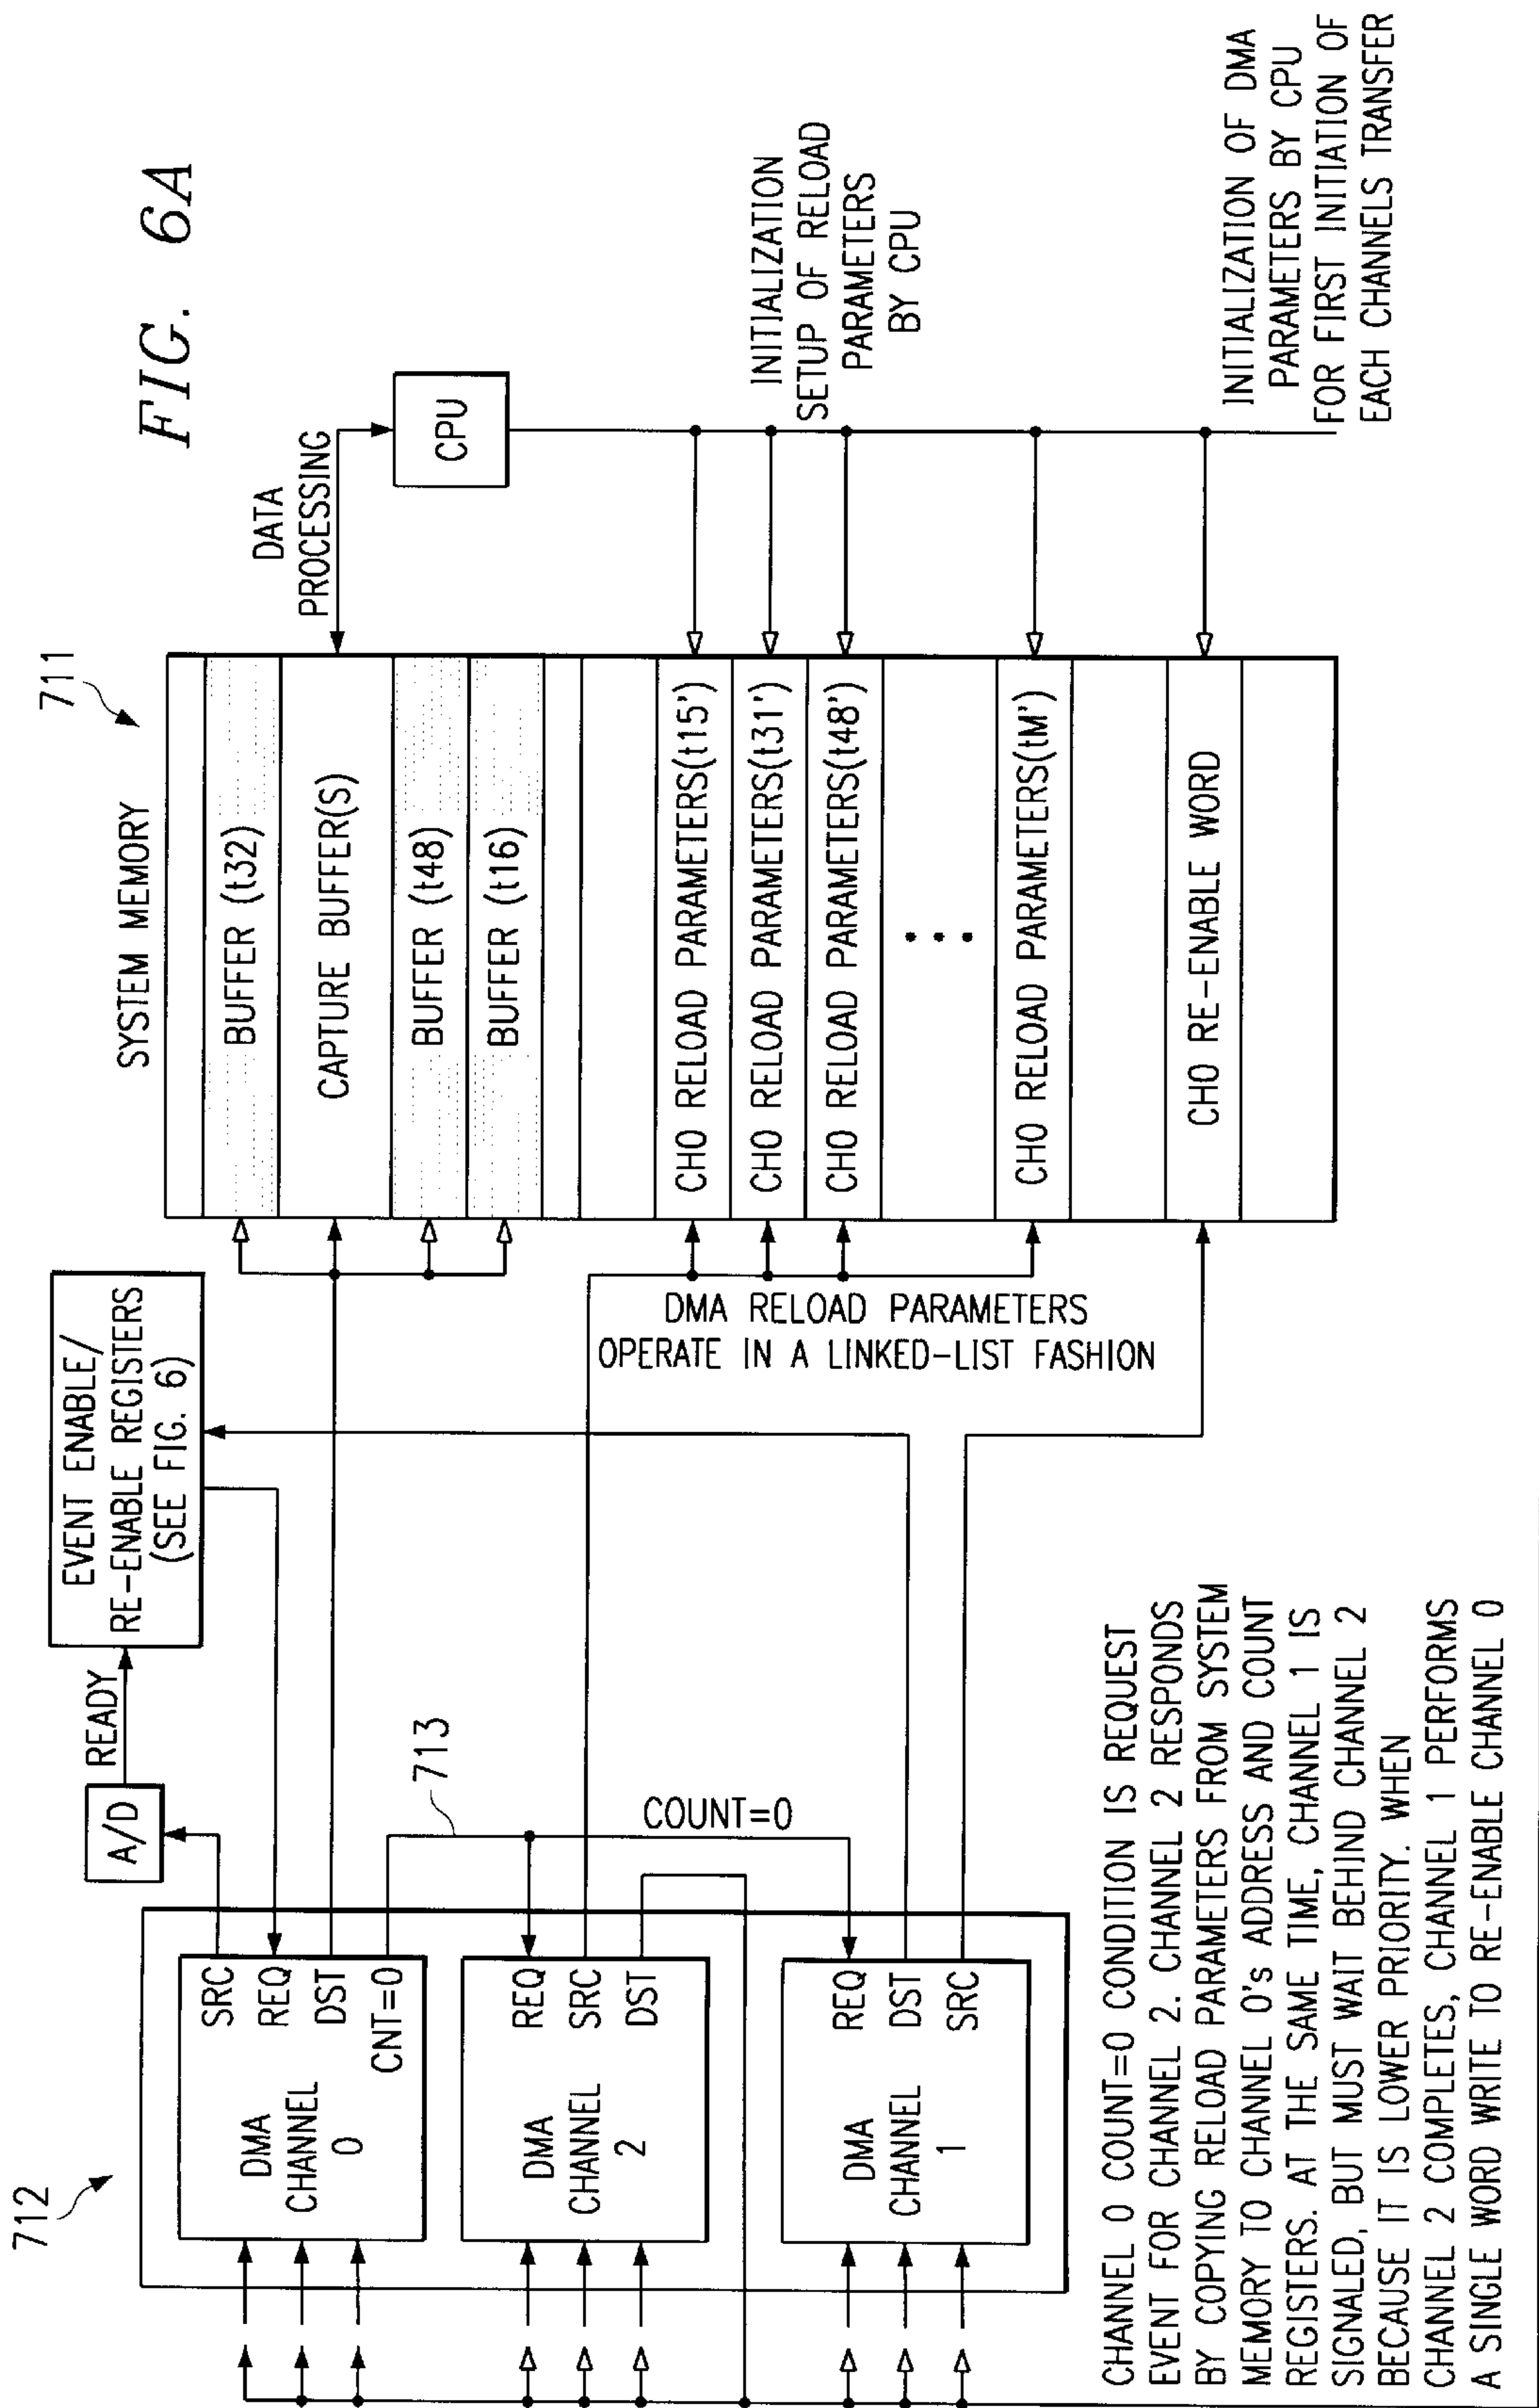 FIG. 6A
711
SYSTEM MEMORY
BUFFER (t32)
CAPTURE BUFFER(S)
BUFFER (t48)
BUFFER (t16)
CHO RELOAD PARAMETERS(t15')
CHO RELOAD PARAMETERS(t31')
CHO RELOAD PARAMETERS(t48')
CHO RELOAD PARAMETERS(tM')
CHO RE-ENABLE WORD
DATA
PROCESSING
CPU
INITIALIZATION
SETUP OF RELOAD
PARAMETERS
BY CPU
INITIALIZATION OF DMA
PARAMETERS BY CPU
FOR FIRST INITIATION OF
EACH CHANNELS TRANSFER
EVENT ENABLE/
RE-ENABLE REGISTERS
(SEE FIG. 6)
READY
A/D
713
COUNT=0
DMA RELOAD PARAMETERS
OPERATE IN A LINKED-LIST FASHION
712
DMA
CHANNEL
0
SRC
REQ
DST
CNT=0
DMA
CHANNEL
2
REQ
SRC
DST
DMA
CHANNEL
1
REQ
DST
SRC
CHANNEL 0 COUNT=0 CONDITION IS REQUEST
EVENT FOR CHANNEL 2. CHANNEL 2 RESPONDS
BY COPYING RELOAD PARAMETERS FROM SYSTEM
MEMORY TO CHANNEL 0's ADDRESS AND COUNT
REGISTERS. AT THE SAME TIME, CHANNEL 1 IS
SIGNALED, BUT MUST WAIT BEHIND CHANNEL 2
BECAUSE IT IS LOWER PRIORITY. WHEN
CHANNEL 2 COMPLETES, CHANNEL 1 PERFORMS
A SINGLE WORD WRITE TO RE-ENABLE CHANNEL 0